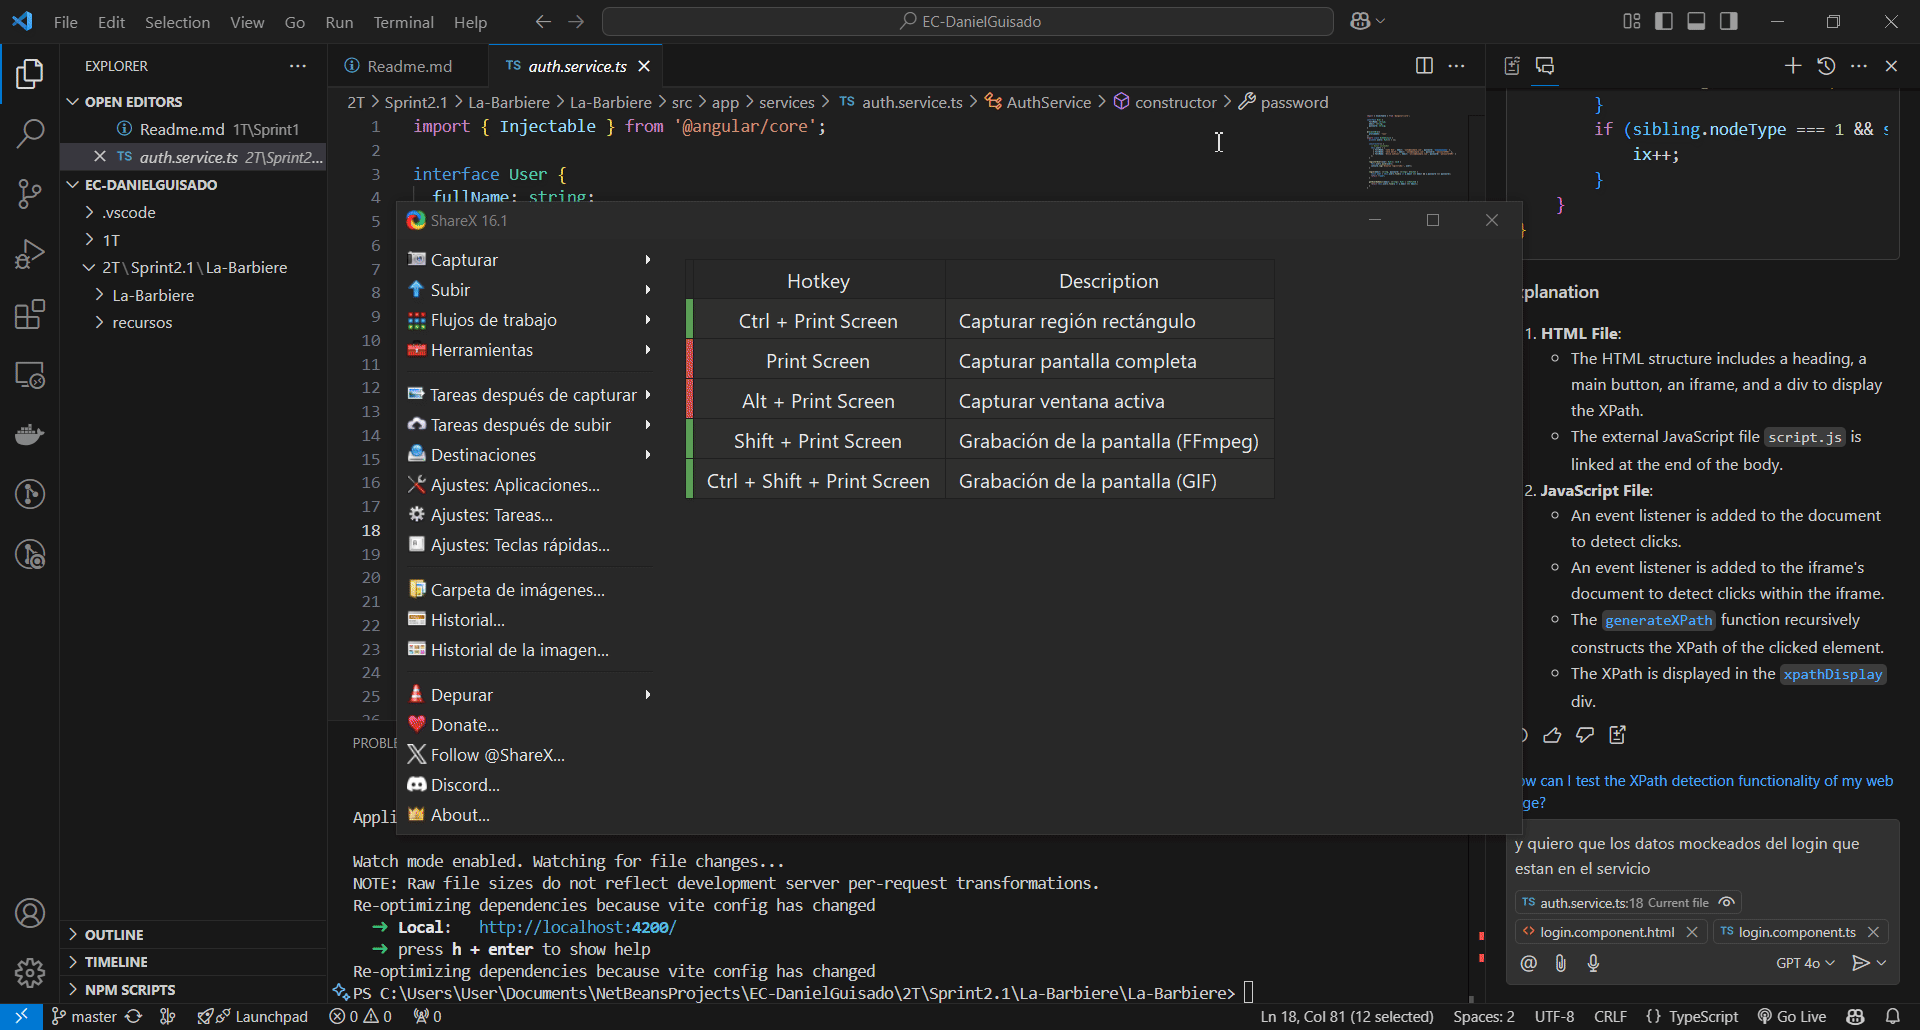 File Edit Selection View Go Run Terminal Help
EC-DanielGuisado
EXPLORER
OPEN EDITORS
Readme.md 1T\Sprint1
TS auth.service.ts 2T\Sprint2...
EC-DANIELGUISADO
.vscode
1T
2T\Sprint2.1\La-Barbiere
La-Barbiere
recursos
OUTLINE
TIMELINE
NPM SCRIPTS
Readme.md
TS auth.service.ts
2T > Sprint2.1 > La-Barbiere > La-Barbiere > src > app > services > TS auth.service.ts > AuthService > constructor > password
1 import { Injectable } from '@angular/core';
2
3 interface User {
4 fullName: string;
5
6
7
8
9
10
11
12
13
14
15
16
17
18
19
20
21
22
23
24
25
26
ShareX 16.1
Capturar
Subir
Flujos de trabajo
Herramientas
Tareas después de capturar
Tareas después de subir
Destinaciones
Ajustes: Aplicaciones...
Ajustes: Tareas...
Ajustes: Teclas rápidas...
Carpeta de imágenes...
Historial...
Historial de la imagen...
Depurar
Donate...
Follow @ShareX...
Discord...
About...
Hotkey Description
Ctrl + Print Screen Capturar región rectángulo
Print Screen Capturar pantalla completa
Alt + Print Screen Capturar ventana activa
Shift + Print Screen Grabación de la pantalla (FFmpeg)
Ctrl + Shift + Print Screen Grabación de la pantalla (GIF)
PROBLE
Appli
Watch mode enabled. Watching for file changes...
NOTE: Raw file sizes do not reflect development server per-request transformations.
Re-optimizing dependencies because vite config has changed
➜ Local: http://localhost:4200/
➜ press h + enter to show help
Re-optimizing dependencies because vite config has changed
PS C:\Users\User\Documents\NetBeansProjects\EC-DanielGuisado\2T\Sprint2.1\La-Barbiere\La-Barbiere>
}
if (sibling.nodeType === 1 && s
ix++;
}
}
}
planation
1. HTML File:
The HTML structure includes a heading, a
main button, an iframe, and a div to display
the XPath.
The external JavaScript file script.js is
linked at the end of the body.
2. JavaScript File:
An event listener is added to the document
to detect clicks.
An event listener is added to the iframe's
document to detect clicks within the iframe.
The generateXPath function recursively
constructs the XPath of the clicked element.
The XPath is displayed in the xpathDisplay
div.
ow can I test the XPath detection functionality of my web
ge?
y quiero que los datos mockeados del login que
estan en el servicio
TS auth.service.ts:18 Current file
<> login.component.html TS login.component.ts
@ GPT 4o
master Launchpad 0 0 0
Ln 18, Col 81 (12 selected) Spaces: 2 UTF-8 CRLF {} TypeScript Go Live